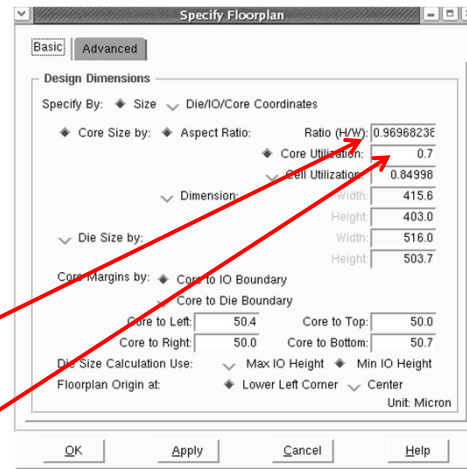 Specify Floorplan
Basic Advanced
Design Dimensions
Specify By: Size Die/IO/Core Coordinates
Core Size by: Aspect Ratio: Ratio (H/W): 0.96968238
Core Utilization: 0.7
Cell Utilization: 0.84998
Dimension: Width: 415.6
Height: 403.0
Die Size by: Width: 516.0
Height: 503.7
Core Margins by: Core to IO Boundary
Core to Die Boundary
Core to Left: 50.4 Core to Top: 50.0
Core to Right: 50.0 Core to Bottom: 50.7
Die Size Calculation Use: Max IO Height Min IO Height
Floorplan Origin at: Lower Left Corner Center
Unit: Micron
OK Apply Cancel Help